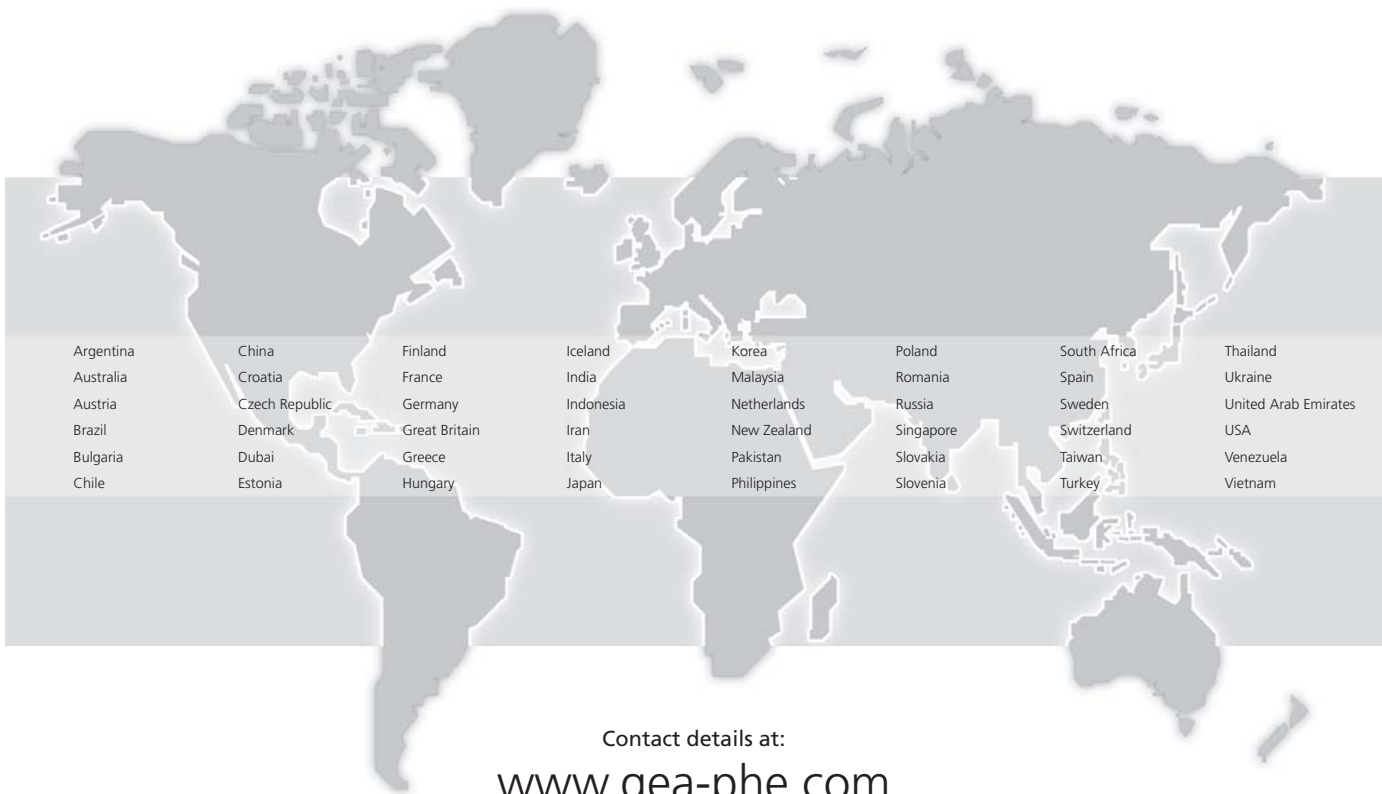 Argentina China Finland Iceland Korea Poland South Africa Thailand
Australia Croatia France India Malaysia Romania Spain Ukraine
Austria Czech Republic Germany Indonesia Netherlands Russia Sweden United Arab Emirates
Brazil Denmark Great Britain Iran New Zealand Singapore Switzerland USA
Bulgaria Dubai Greece Italy Pakistan Slovakia Taiwan Venezuela
Chile Estonia Hungary Japan Philippines Slovenia Turkey Vietnam
Contact details at:
www.gea-phe.com